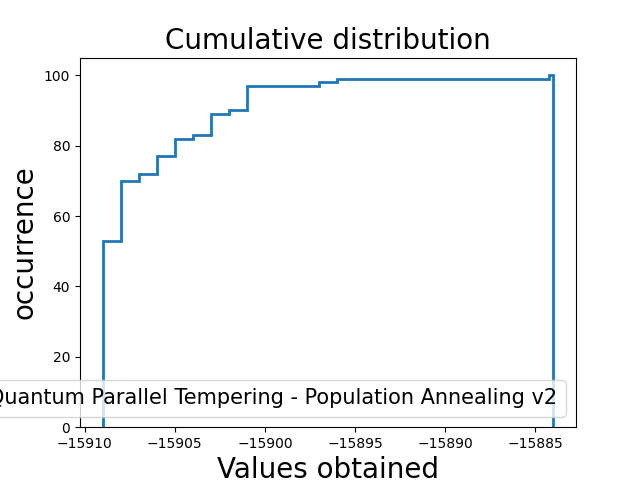 Cumulative distribution
occurrence
100
80
60
40
20
0
Quantum Parallel Tempering - Population Annealing v2
−15910 −15905 −15900 −15895 −15890 −15885
Values obtained